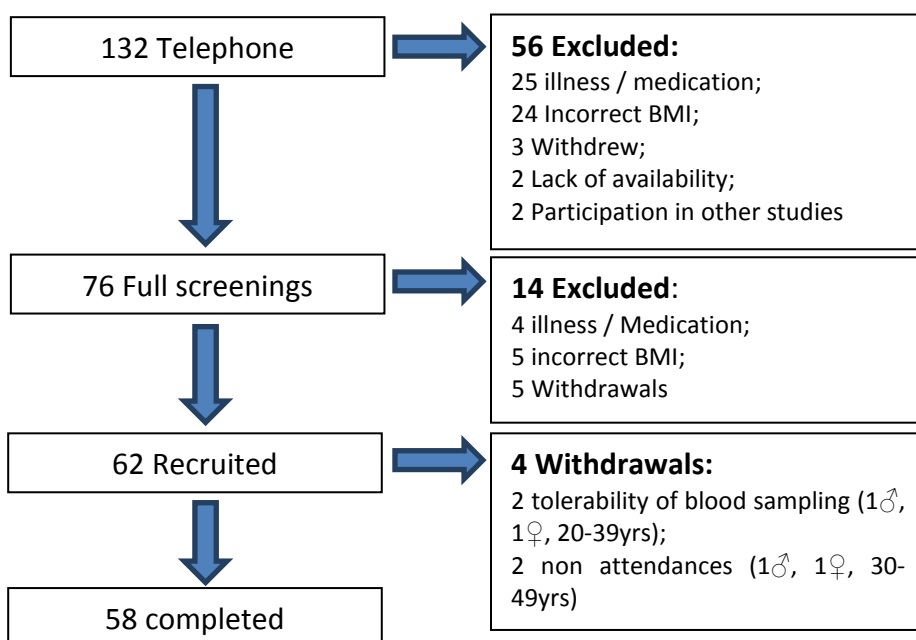 132 Telephone
56 Excluded:
25 illness / medication;
24 Incorrect BMI;
3 Withdrew;
2 Lack of availability;
2 Participation in other studies
76 Full screenings
14 Excluded:
4 illness / Medication;
5 incorrect BMI;
5 Withdrawals
62 Recruited
4 Withdrawals:
2 tolerability of blood sampling (1♂,
1♀, 20-39yrs);
2 non attendances (1♂, 1♀, 30-
49yrs)
58 completed